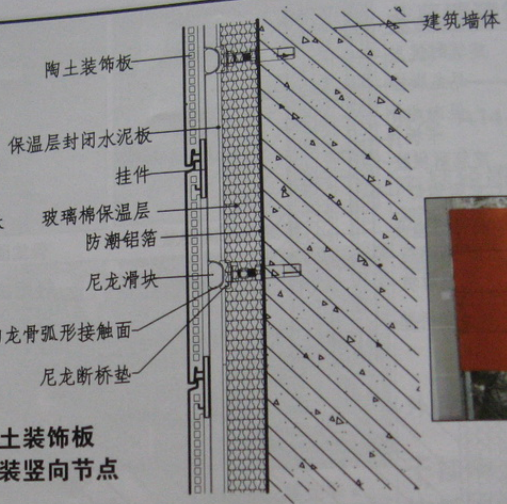 建筑墙体
陶土装饰板
保温层封闭水泥板
挂件
玻璃棉保温层
防潮铝箔
尼龙滑块
龙骨弧形接触面
尼龙断桥垫
土装饰板
装竖向节点